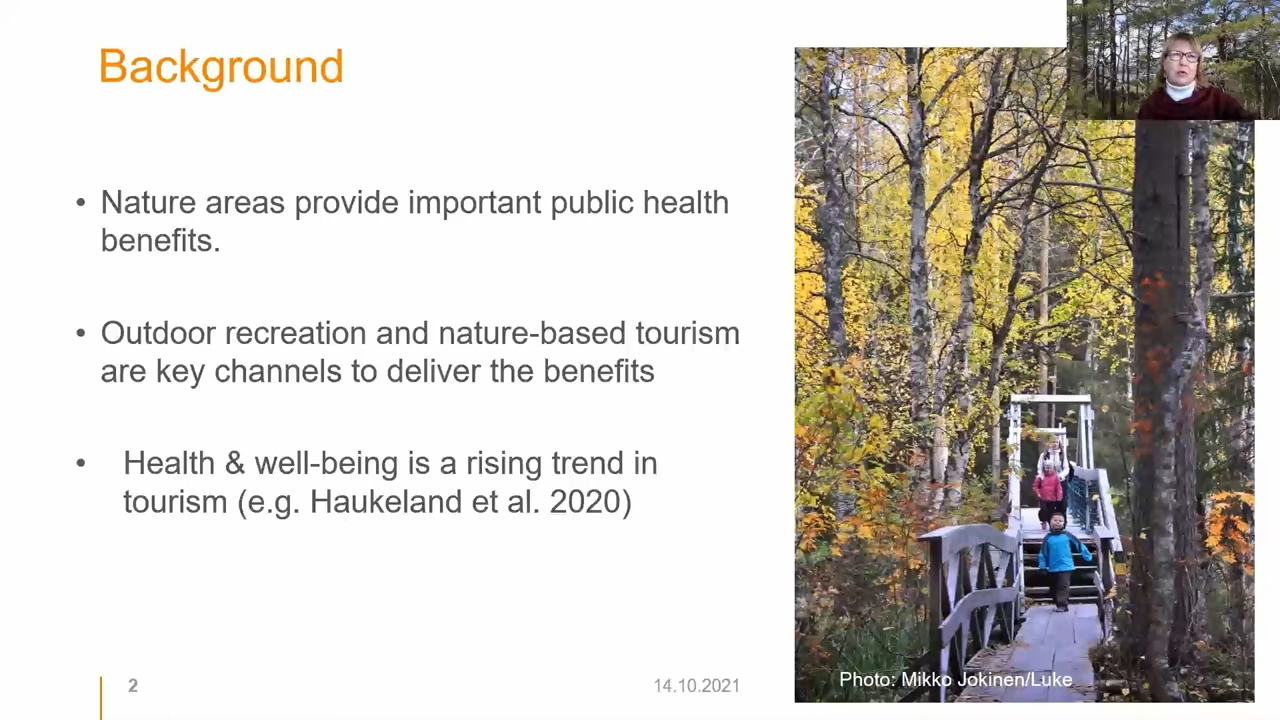 Background
• Nature areas provide important public health
benefits.
• Outdoor recreation and nature-based tourism
are key channels to deliver the benefits
• Health & well-being is a rising trend in
tourism (e.g. Haukeland et al. 2020)
2
14.10.2021
Photo: Mikko Jokinen/Luke